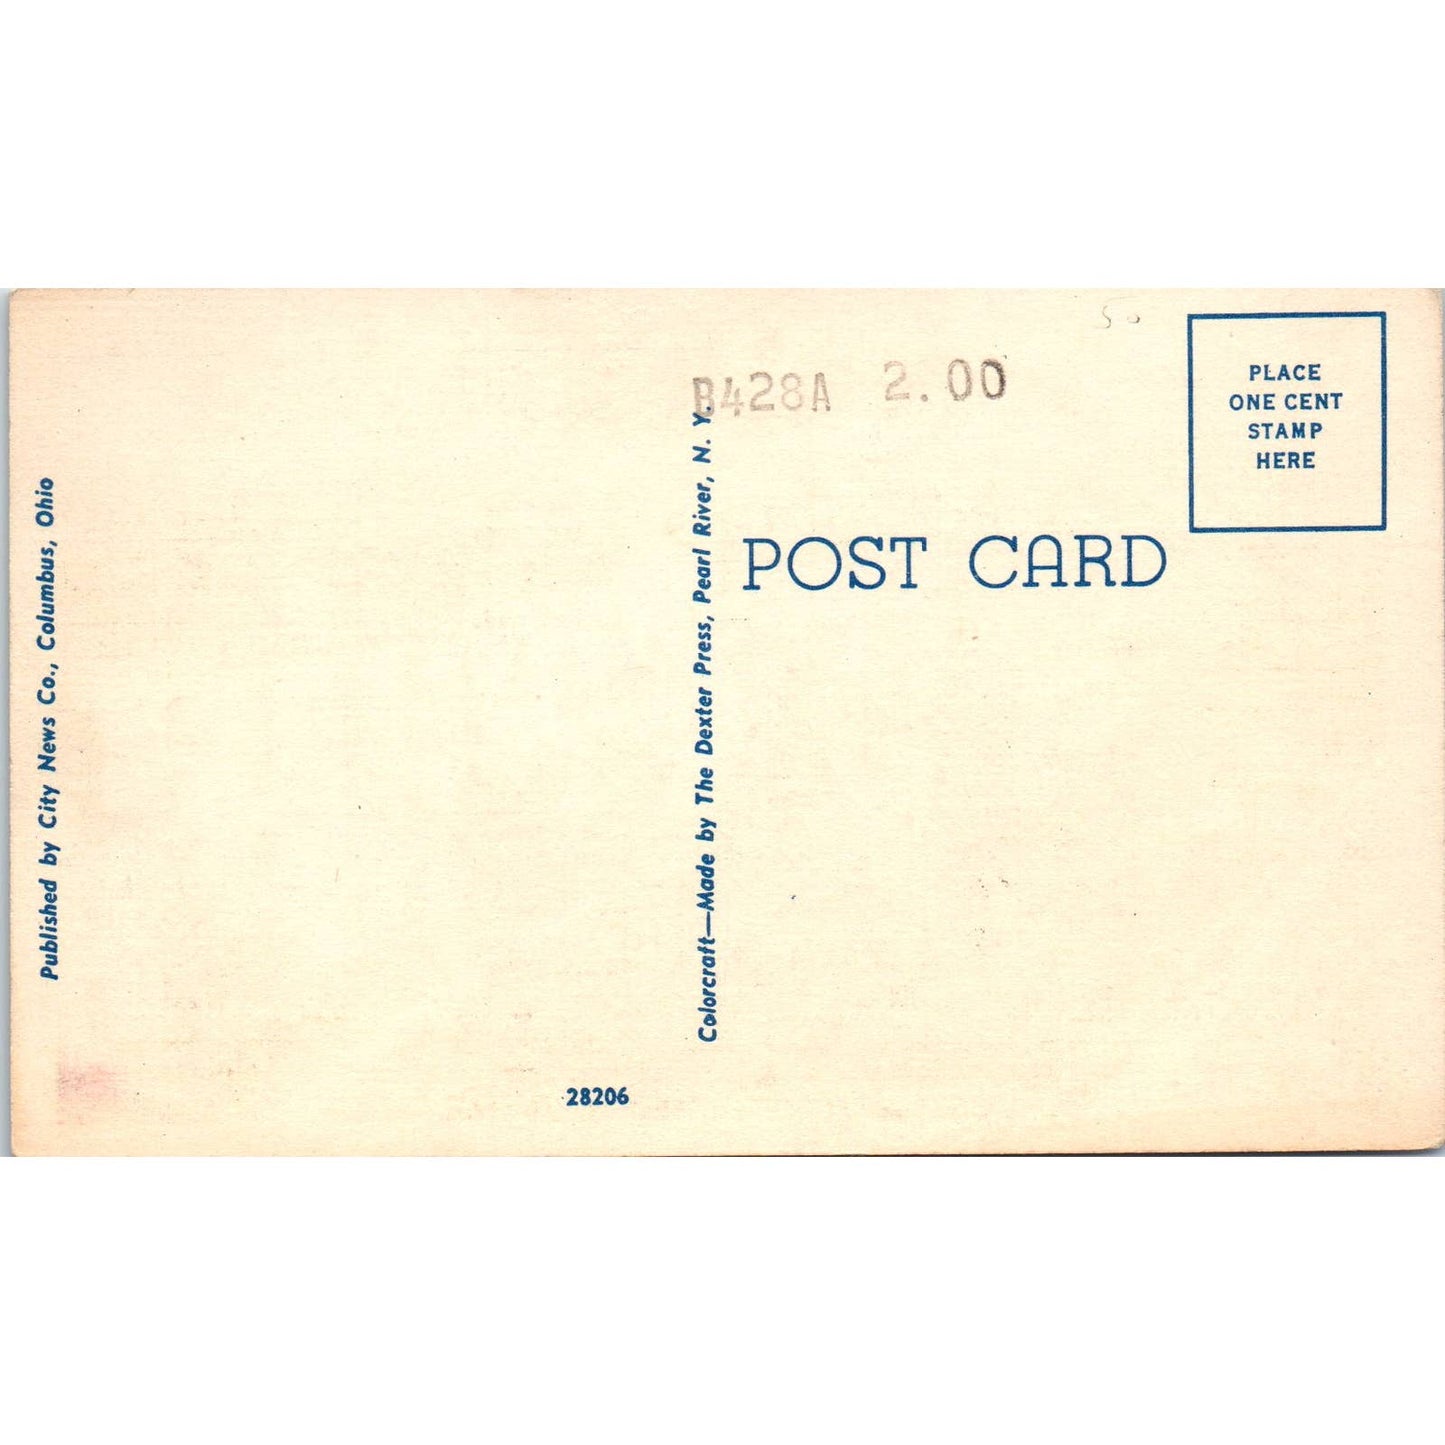 50
B428A 2.00
PLACE
ONE CENT
STAMP
HERE
POST CARD
Published by City News Co., Columbus, Ohio
Colorcraft—Made by The Dexter Press, Pearl River, N. Y.
28206